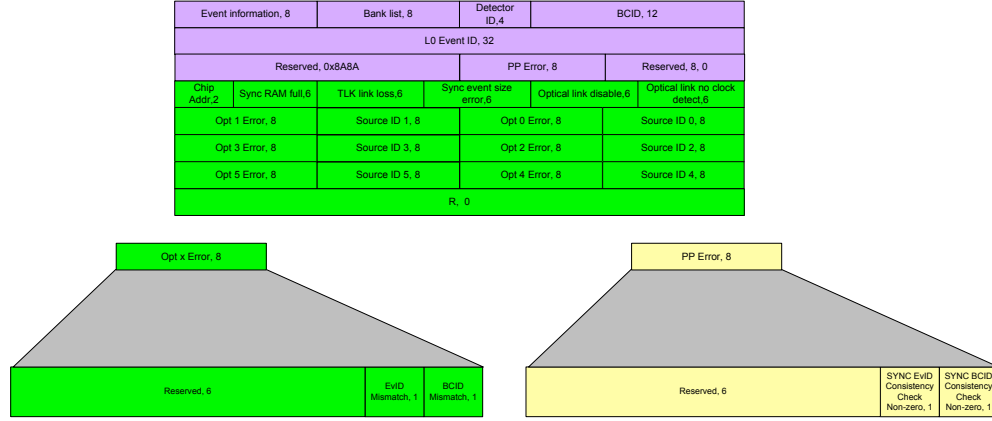 Event information, 8
Bank list, 8
Detector
ID,4
BCID, 12
L0 Event ID, 32
Reserved, 0x8A8A
PP Error, 8
Reserved, 8, 0
Chip
Addr,2
Sync RAM full,6
TLK link loss,6
Sync event size
error,6
Optical link disable,6
Optical link no clock
detect,6
Opt 1 Error, 8
Source ID 1, 8
Opt 0 Error, 8
Source ID 0, 8
Opt 3 Error, 8
Source ID 3, 8
Opt 2 Error, 8
Source ID 2, 8
Opt 5 Error, 8
Source ID 5, 8
Opt 4 Error, 8
Source ID 4, 8
R, 0
Opt x Error, 8
Reserved, 6
EvID
Mismatch, 1
BCID
Mismatch, 1
PP Error, 8
Reserved, 6
SYNC EvID
Consistency
Check
Non-zero, 1
SYNC BCID
Consistency
Check
Non-zero, 1